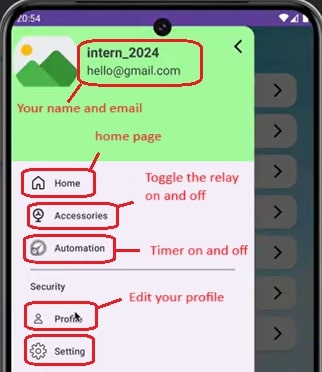 20:54
intern_2024
hello@gmail.com
Your name and email
home page
Home
Toggle the relay
on and off
Accessories
Automation
Timer on and off
Security
Edit your profile
Profile
Setting